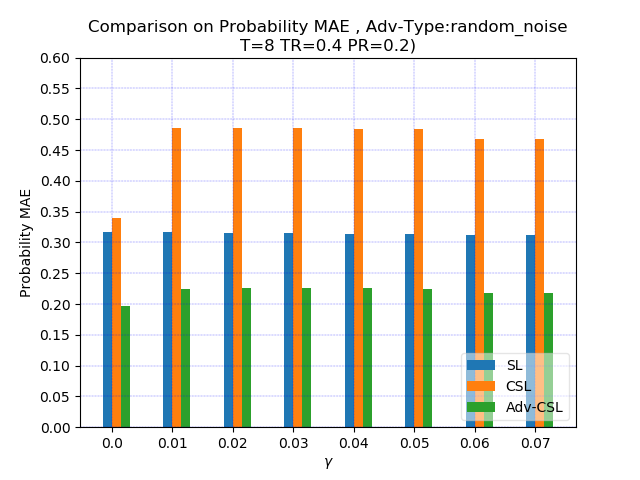 Comparison on Probability MAE , Adv-Type:random_noise
T=8 TR=0.4 PR=0.2)
0.60
0.55
0.50
0.45
0.40
0.35
0.30
0.25
0.20
0.15
0.10
0.05
0.00
Probability MAE
SL
CSL
Adv-CSL
0.0 0.01 0.02 0.03 0.04 0.05 0.06 0.07
γ